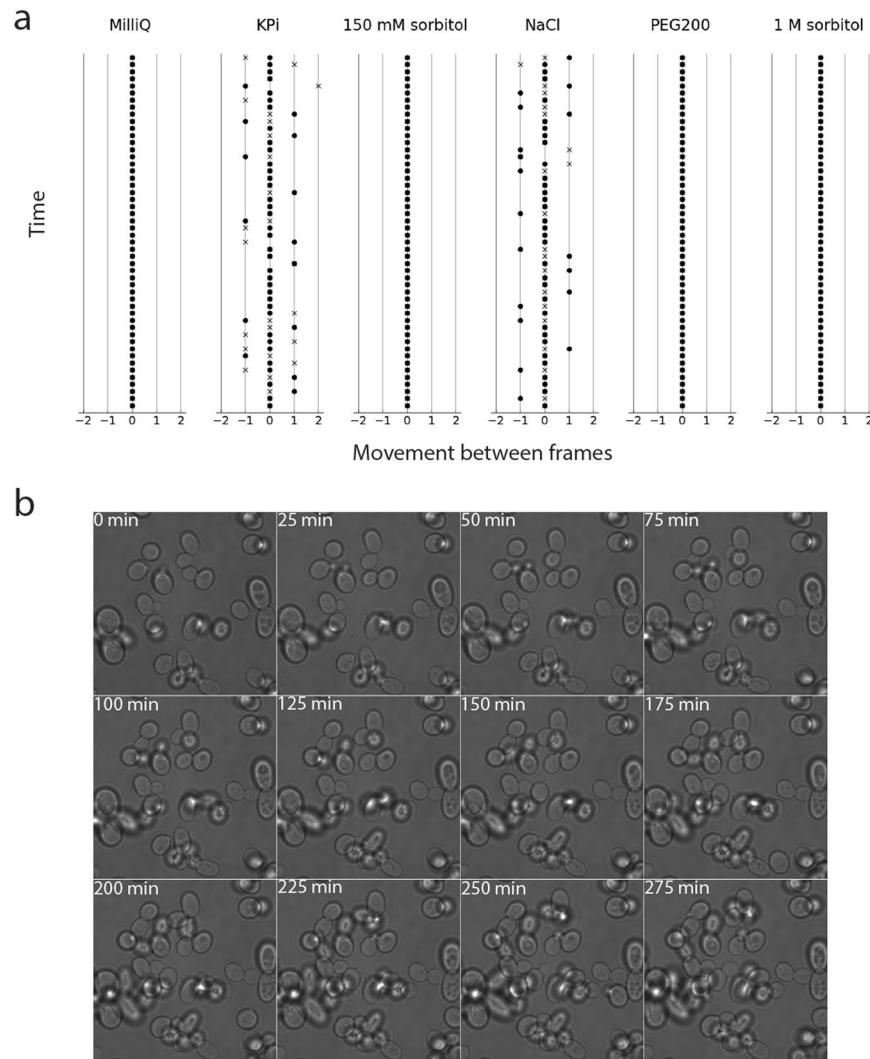 a
MilliQ KPi 150 mM sorbitol NaCl PEG200 1 M sorbitol
Time
−2 −1 0 1 2 −2 −1 0 1 2 −2 −1 0 1 2 −2 −1 0 1 2 −2 −1 0 1 2 −2 −1 0 1 2
Movement between frames
b
0 min 25 min 50 min 75 min
100 min 125 min 150 min 175 min
200 min 225 min 250 min 275 min